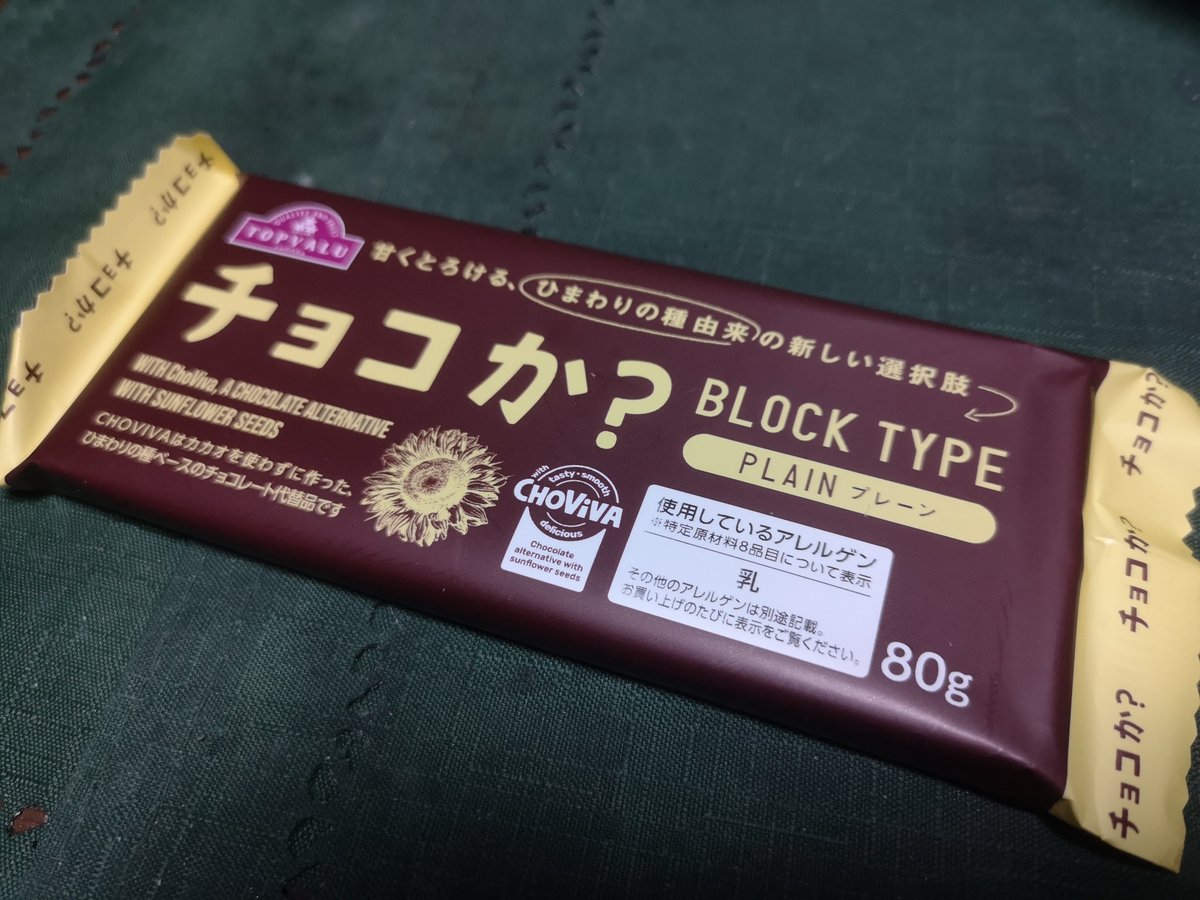 TOPVALU
甘くとろける、ひまわりの種由来の新しい選択肢
チョコか?
BLOCK TYPE
PLAIN プレーン
WITH ChoViva, A CHOCOLATE ALTERNATIVE
WITH SUNFLOWER SEEDS
CHOVIVAはカカオを使わずに作った、
ひまわりの種ベースのチョコレート代替品です
with
tasty・smooth
CHOViVA
delicious
Chocolate
alternative with
sunflower seeds
使用しているアレルゲン
※特定原材料8品目について表示
乳
その他のアレルゲンは別途記載。
お買い上げのたびに表示をご覧ください。
80g
チョコか?
チョコか?
チョコ
チョコか?
チョコか?
チョコか?